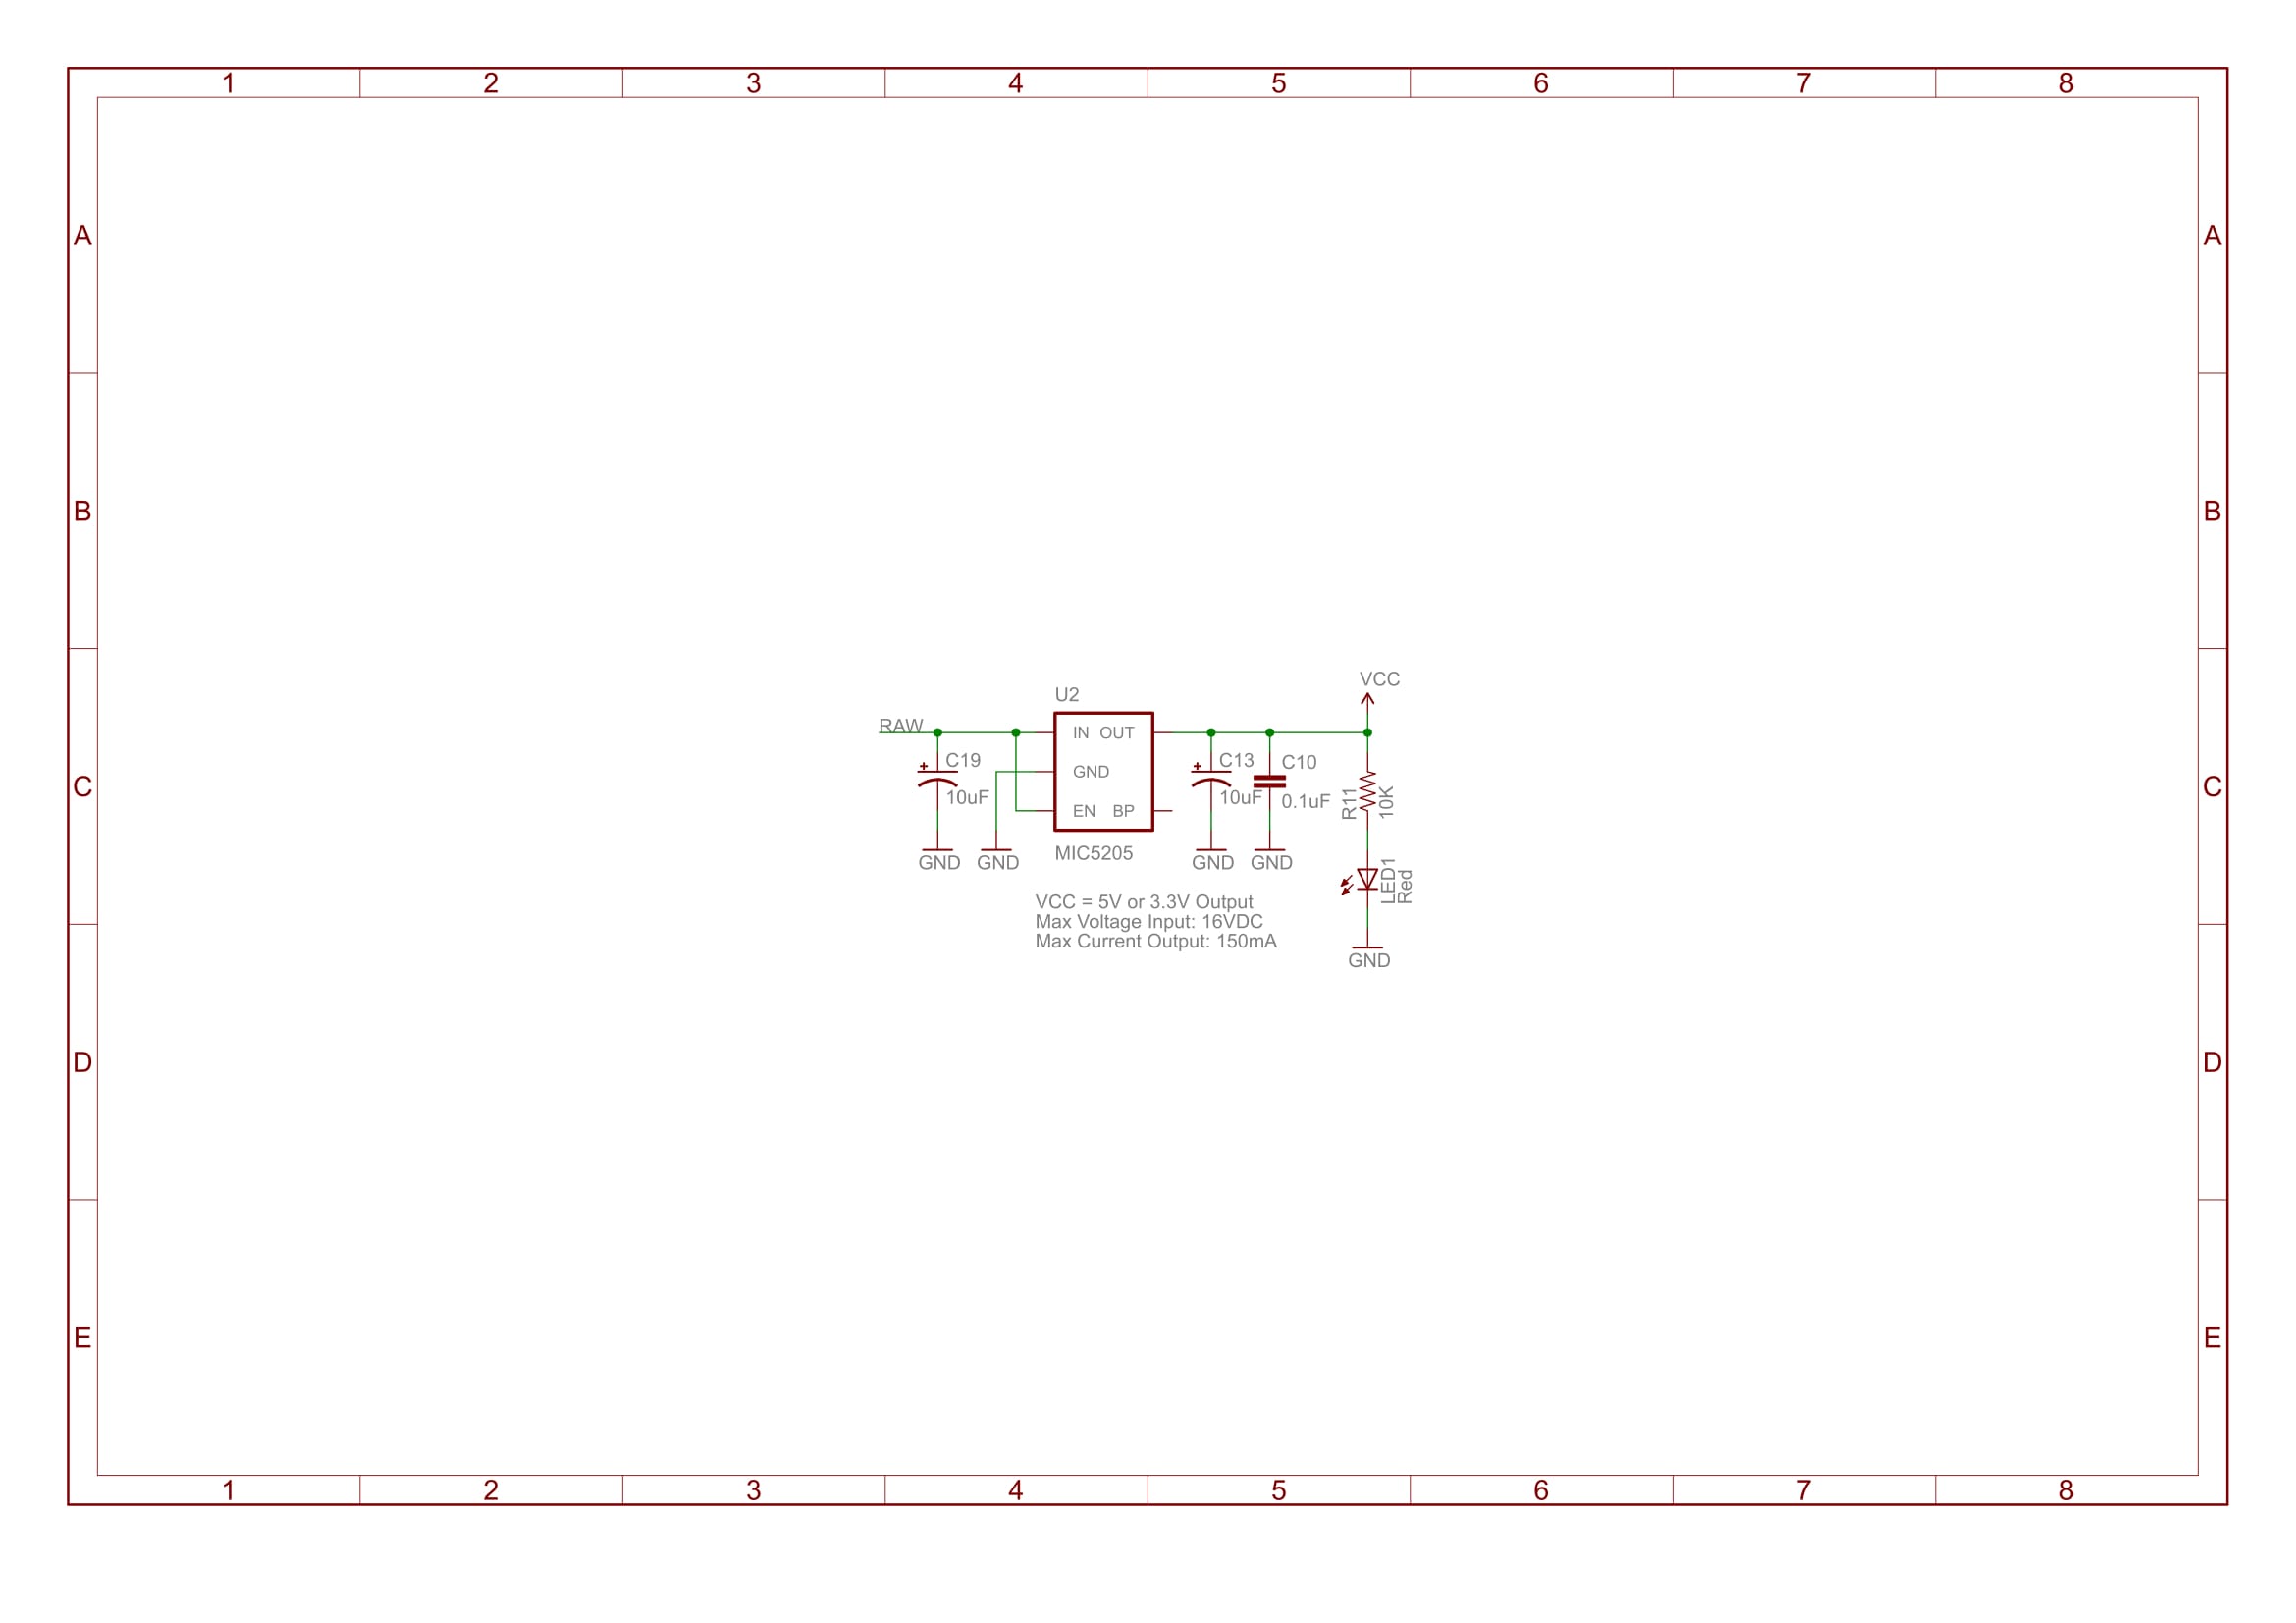 1 2 3 4 5 6 7 8
A A
B B
VCC
U2
RAW
IN OUT
C19
C13
C10
GND
10uF
10uF
0.1uF
R11
10K
C C
EN BP
MIC5205
GND GND
GND GND
LED1
Red
VCC = 5V or 3.3V Output
Max Voltage Input: 16VDC
Max Current Output: 150mA
GND
D D
E E
1 2 3 4 5 6 7 8